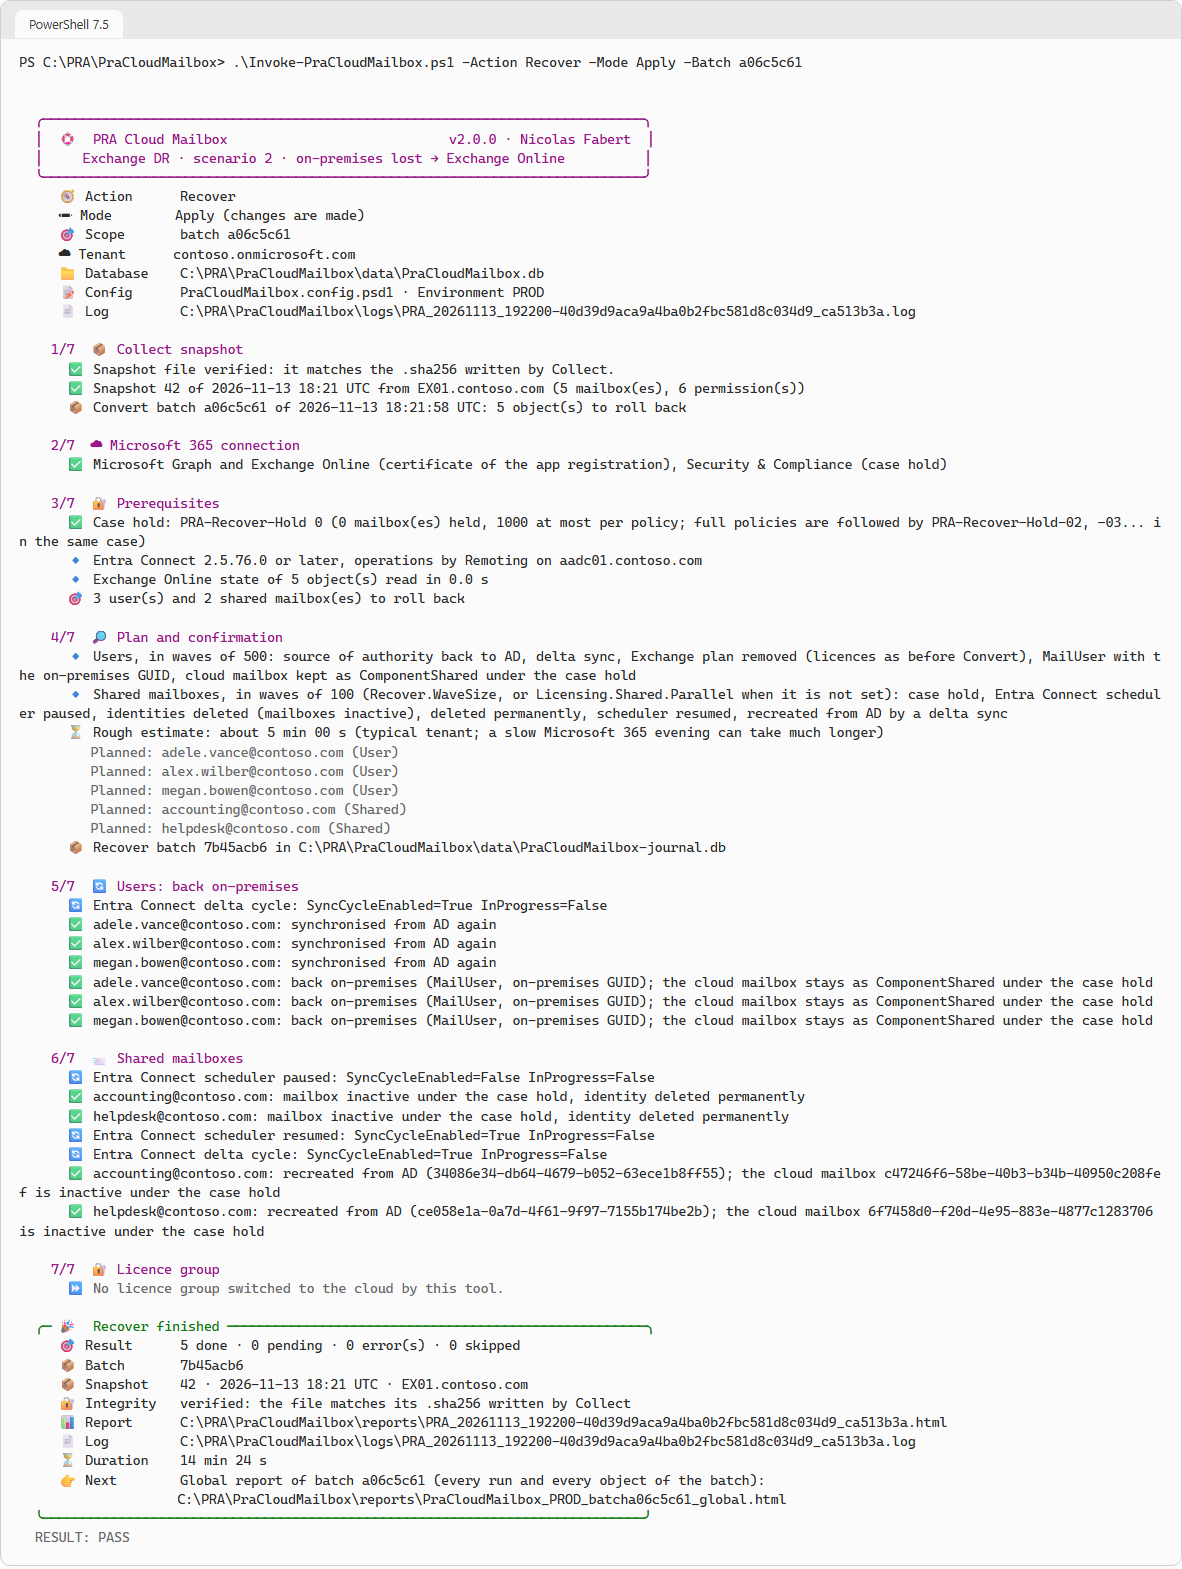 PowerShell 7.5
PS C:\PRA\PraCloudMailbox> .\Invoke-PraCloudMailbox.ps1 -Action Recover -Mode Apply -Batch a06c5c61
PRA Cloud Mailbox v2.0.0 · Nicolas Fabert
Exchange DR · scenario 2 · on-premises lost → Exchange Online
Action Recover
Mode Apply (changes are made)
Scope batch a06c5c61
Tenant contoso.onmicrosoft.com
Database C:\PRA\PraCloudMailbox\data\PraCloudMailbox.db
Config PraCloudMailbox.config.psd1 · Environment PROD
Log C:\PRA\PraCloudMailbox\logs\PRA_20261113_192200-40d39d9aca9a4ba0b2fbc581d8c034d9_ca513b3a.log
1/7 Collect snapshot
Snapshot file verified: it matches the .sha256 written by Collect.
Snapshot 42 of 2026-11-13 18:21 UTC from EX01.contoso.com (5 mailbox(es), 6 permission(s))
Convert batch a06c5c61 of 2026-11-13 18:21:58 UTC: 5 object(s) to roll back
2/7 Microsoft 365 connection
Microsoft Graph and Exchange Online (certificate of the app registration), Security & Compliance (case hold)
3/7 Prerequisites
Case hold: PRA-Recover-Hold 0 (0 mailbox(es) held, 1000 at most per policy; full policies are followed by PRA-Recover-Hold-02, -03... i
n the same case)
Entra Connect 2.5.76.0 or later, operations by Remoting on aadc01.contoso.com
Exchange Online state of 5 object(s) read in 0.0 s
3 user(s) and 2 shared mailbox(es) to roll back
4/7 Plan and confirmation
Users, in waves of 500: source of authority back to AD, delta sync, Exchange plan removed (licences as before Convert), MailUser with t
he on-premises GUID, cloud mailbox kept as ComponentShared under the case hold
Shared mailboxes, in waves of 100 (Recover.WaveSize, or Licensing.Shared.Parallel when it is not set): case hold, Entra Connect schedul
er paused, identities deleted (mailboxes inactive), deleted permanently, scheduler resumed, recreated from AD by a delta sync
Rough estimate: about 5 min 00 s (typical tenant; a slow Microsoft 365 evening can take much longer)
Planned: adele.vance@contoso.com (User)
Planned: alex.wilber@contoso.com (User)
Planned: megan.bowen@contoso.com (User)
Planned: accounting@contoso.com (Shared)
Planned: helpdesk@contoso.com (Shared)
Recover batch 7b45acb6 in C:\PRA\PraCloudMailbox\data\PraCloudMailbox-journal.db
5/7 Users: back on-premises
Entra Connect delta cycle: SyncCycleEnabled=True InProgress=False
adele.vance@contoso.com: synchronised from AD again
alex.wilber@contoso.com: synchronised from AD again
megan.bowen@contoso.com: synchronised from AD again
adele.vance@contoso.com: back on-premises (MailUser, on-premises GUID); the cloud mailbox stays as ComponentShared under the case hold
alex.wilber@contoso.com: back on-premises (MailUser, on-premises GUID); the cloud mailbox stays as ComponentShared under the case hold
megan.bowen@contoso.com: back on-premises (MailUser, on-premises GUID); the cloud mailbox stays as ComponentShared under the case hold
6/7 Shared mailboxes
Entra Connect scheduler paused: SyncCycleEnabled=False InProgress=False
accounting@contoso.com: mailbox inactive under the case hold, identity deleted permanently
helpdesk@contoso.com: mailbox inactive under the case hold, identity deleted permanently
Entra Connect scheduler resumed: SyncCycleEnabled=True InProgress=False
Entra Connect delta cycle: SyncCycleEnabled=True InProgress=False
accounting@contoso.com: recreated from AD (34086e34-db64-4679-b052-63ece1b8ff55); the cloud mailbox c47246f6-58be-40b3-b34b-40950c208fe
f is inactive under the case hold
helpdesk@contoso.com: recreated from AD (ce058e1a-0a7d-4f61-9f97-7155b174be2b); the cloud mailbox 6f7458d0-f20d-4e95-883e-4877c1283706
is inactive under the case hold
7/7 Licence group
No licence group switched to the cloud by this tool.
Recover finished
Result 5 done · 0 pending · 0 error(s) · 0 skipped
Batch 7b45acb6
Snapshot 42 · 2026-11-13 18:21 UTC · EX01.contoso.com
Integrity verified: the file matches its .sha256 written by Collect
Report C:\PRA\PraCloudMailbox\reports\PRA_20261113_192200-40d39d9aca9a4ba0b2fbc581d8c034d9_ca513b3a.html
Log C:\PRA\PraCloudMailbox\logs\PRA_20261113_192200-40d39d9aca9a4ba0b2fbc581d8c034d9_ca513b3a.log
Duration 14 min 24 s
Next Global report of batch a06c5c61 (every run and every object of the batch):
C:\PRA\PraCloudMailbox\reports\PraCloudMailbox_PROD_batcha06c5c61_global.html
RESULT: PASS